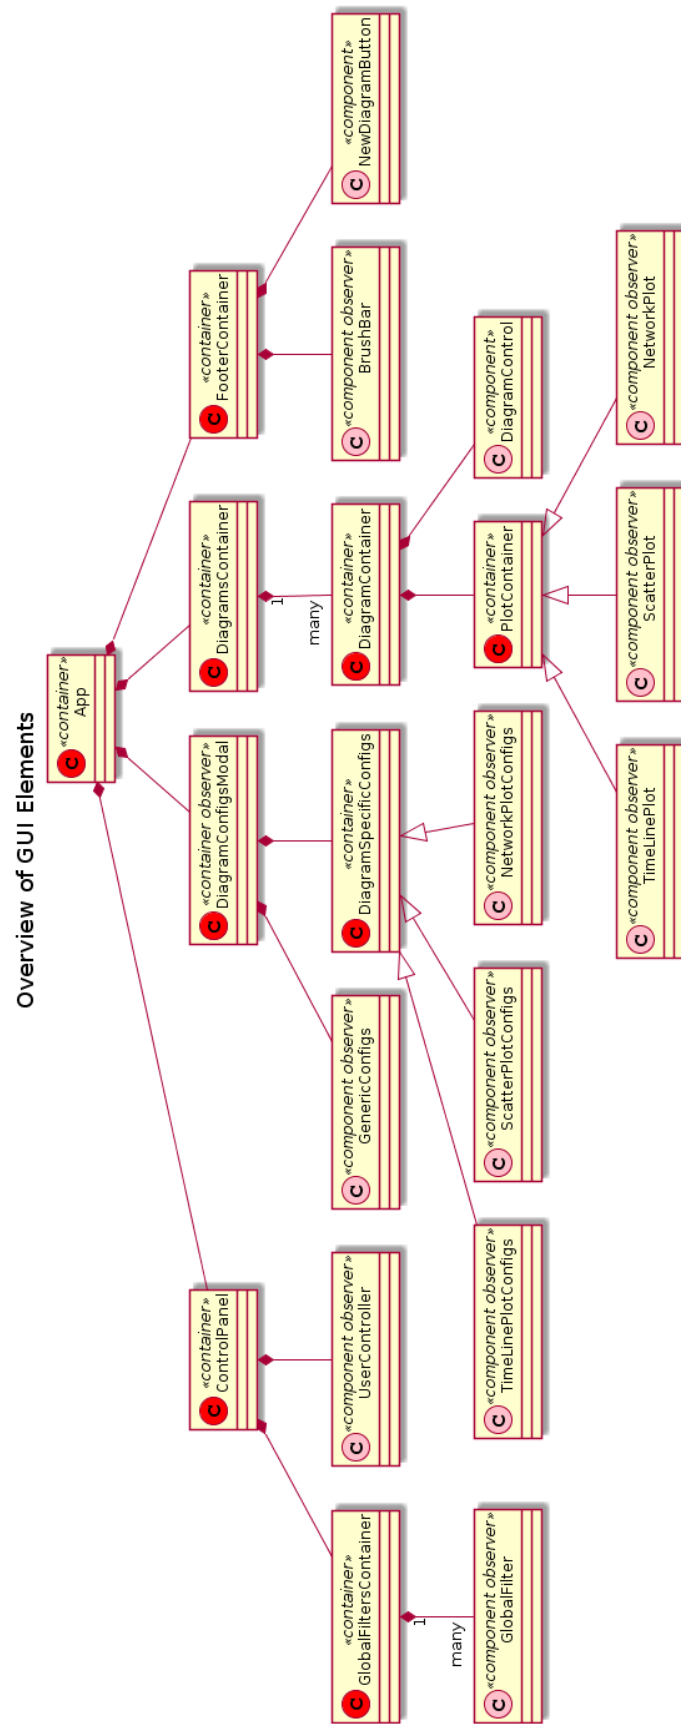 Overview of GUI Elements
C
«container»
App
C
«container»
ControlPanel
C
«container observer»
DiagramConfigsModal
C
«container»
DiagramsContainer
C
«container»
FooterContainer
C
«container»
GlobalFiltersContainer
C
«component observer»
UserController
C
«component observer»
GenericConfigs
C
«container»
DiagramSpecificConfigs
1
many
C
«container»
DiagramContainer
C
«component observer»
BrushBar
C
«component»
NewDiagramButton
1
many
C
«component observer»
GlobalFilter
C
«component observer»
TimeLinePlotConfigs
C
«component observer»
ScatterPlotConfigs
C
«component observer»
NetworkPlotConfigs
C
«container»
PlotContainer
C
«component»
DiagramControl
C
«component observer»
TimeLinePlot
C
«component observer»
ScatterPlot
C
«component observer»
NetworkPlot